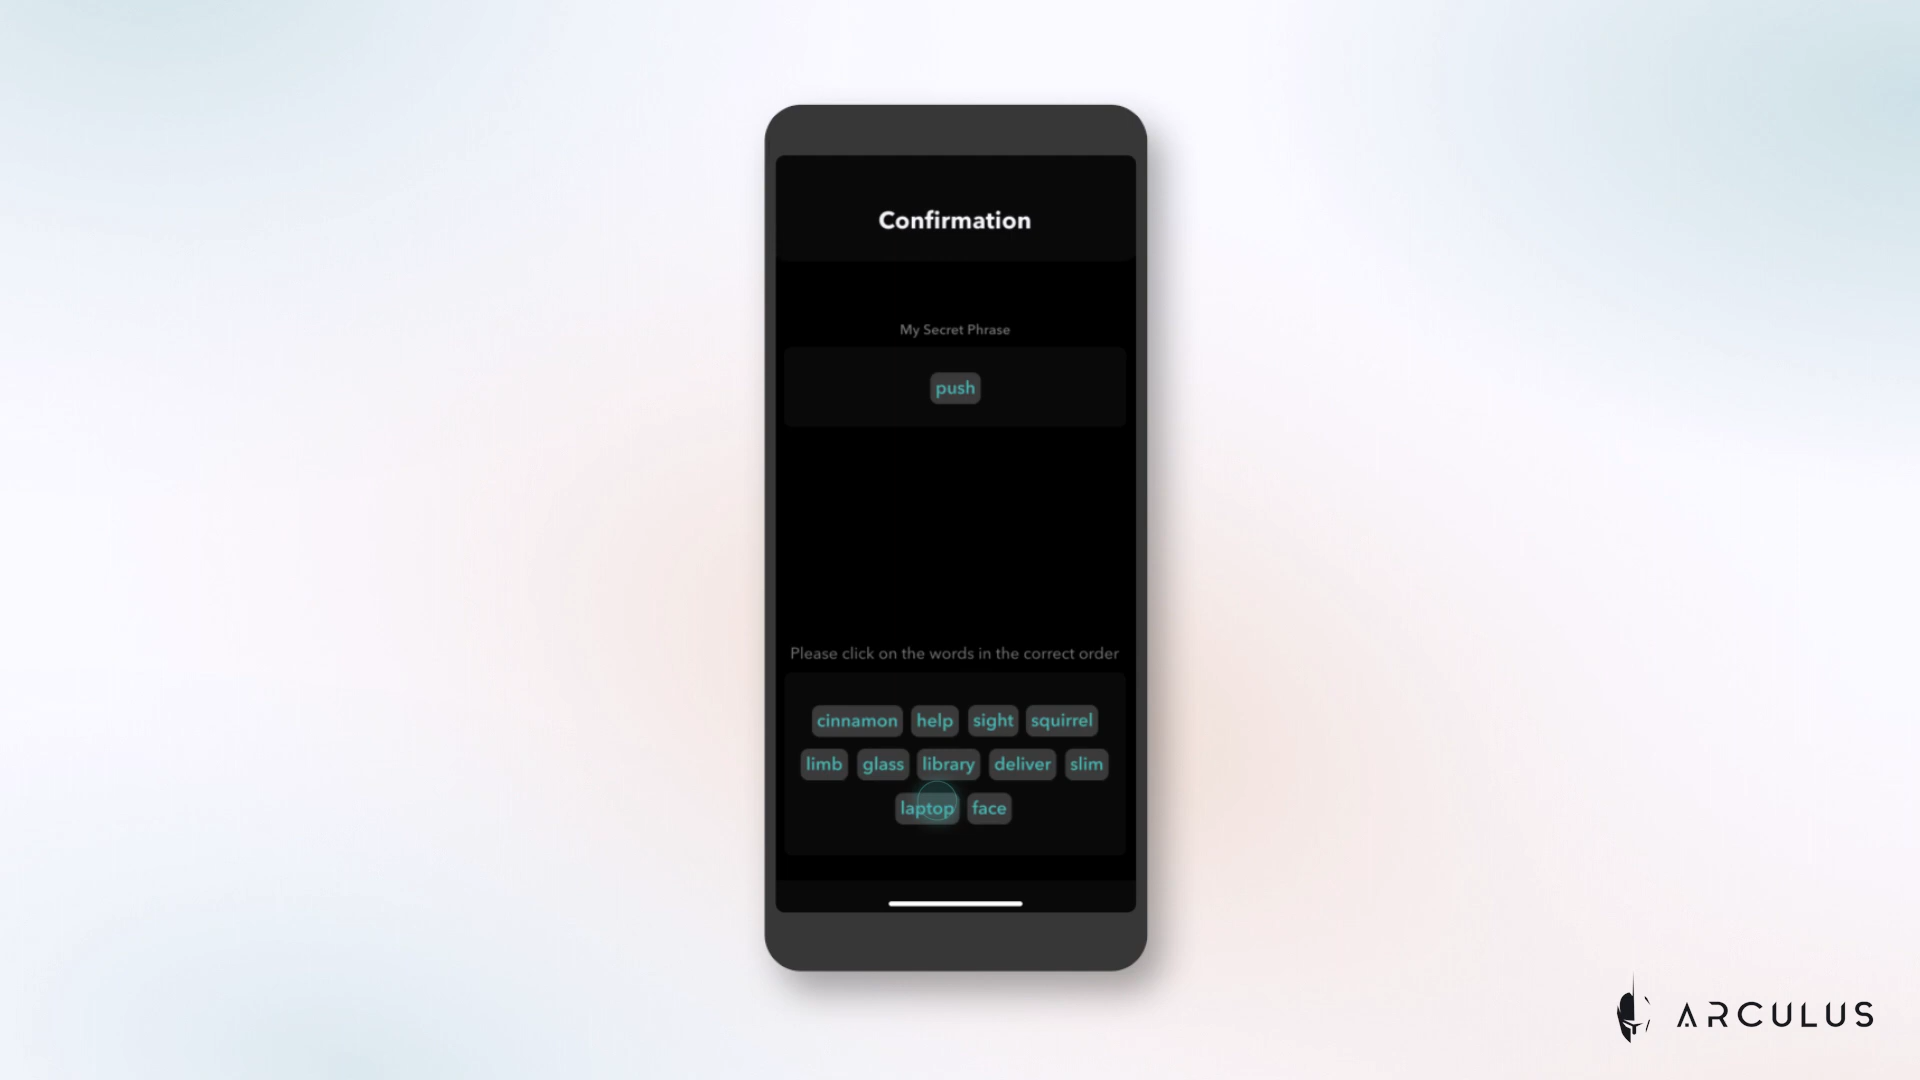 Confirmation
My Secret Phrase
push
Please click on the words in the correct order
cinnamon help sight squirrel
limb glass library deliver slim
laptop face
ARCULUS